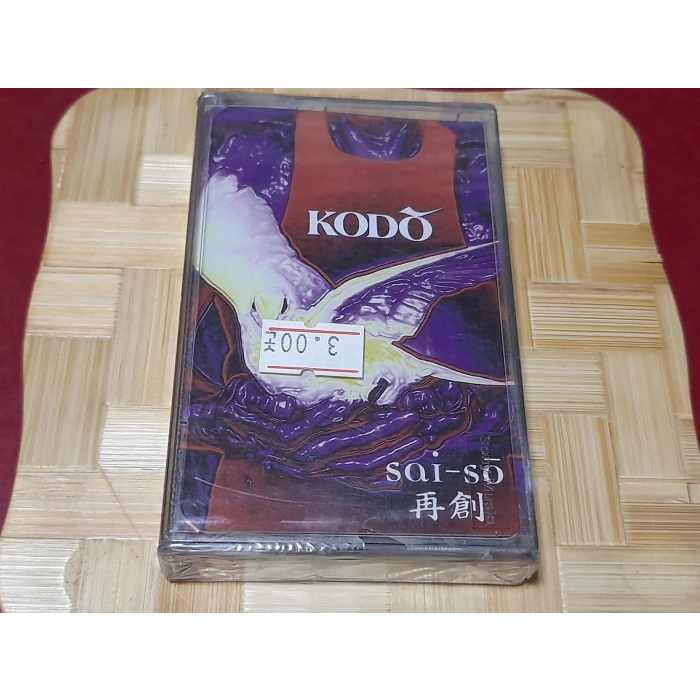 KODŌ
3.00
sai-sō
再創